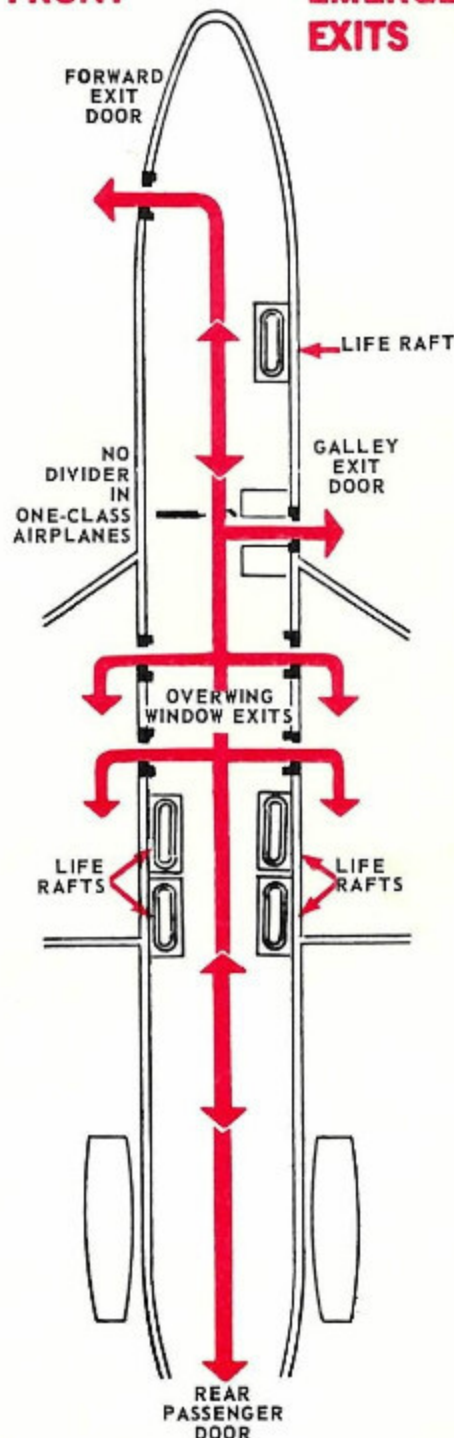 FRONT
EXITS
FORWARD
EXIT
DOOR
LIFE RAFT
NO
DIVIDER
IN
ONE-CLASS
AIRPLANES
GALLEY
EXIT
DOOR
OVERWING
WINDOW EXITS
LIFE
RAFTS
LIFE
RAFTS
REAR
PASSENGER
DOOR